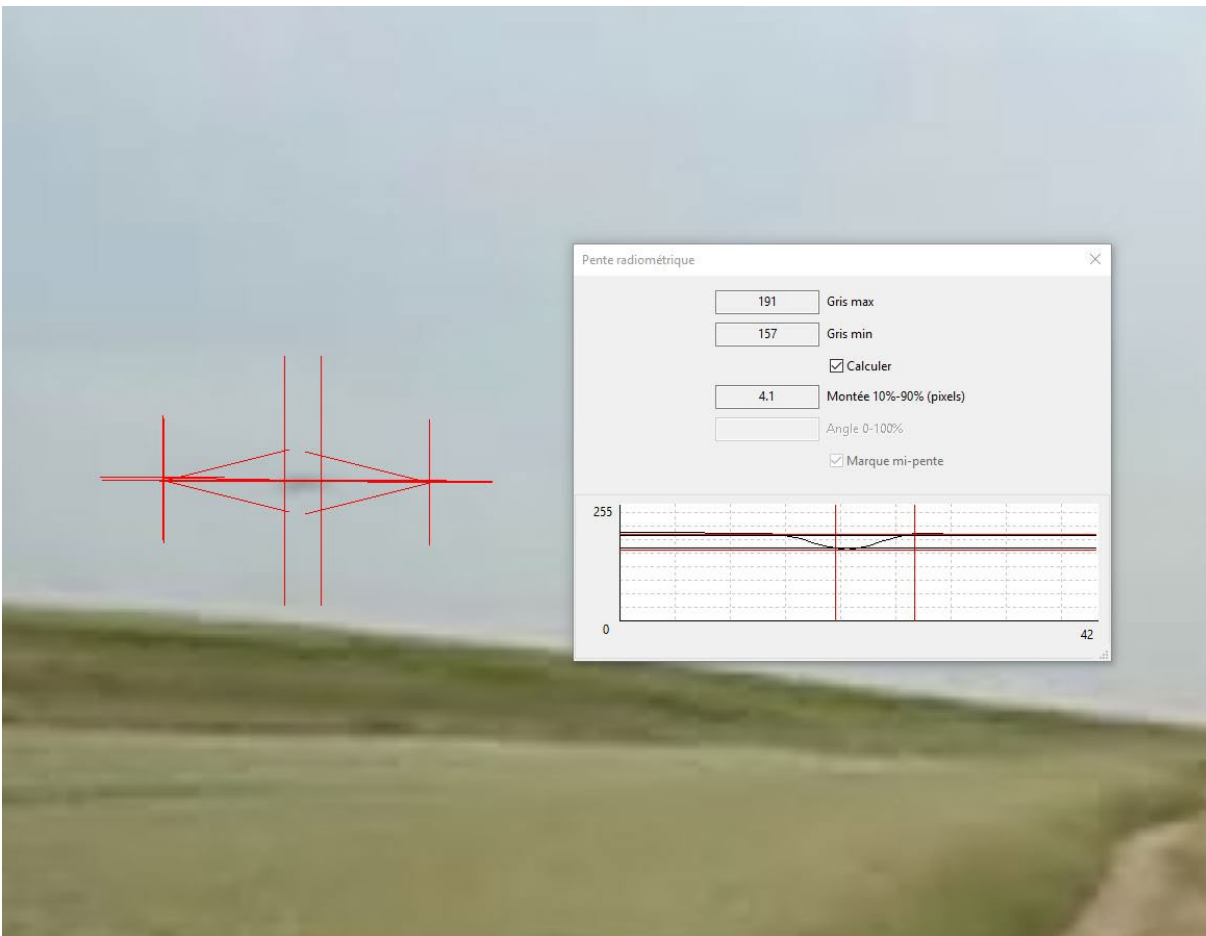 Pente radiométrique
191 Gris max
157 Gris min
Calculer
4.1 Montée 10%-90% (pixels)
Angle 0-100%
Marque mi-pente
255
0
42